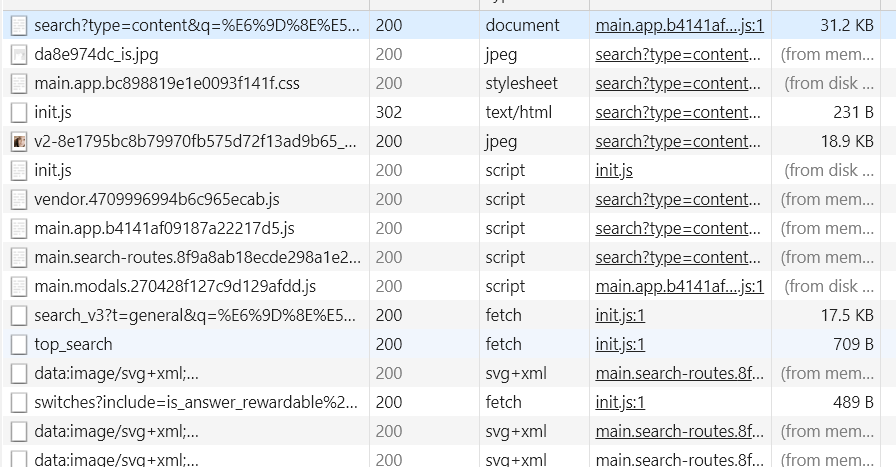 search?type=content&q=%E6%9D%8E%E5... 200 document main.app.b4141af....js:1 31.2 KB
da8e974dc_is.jpg 200 jpeg search?type=content... (from mem...
main.app.bc898819e1e0093f141f.css 200 stylesheet search?type=content... (from disk ...
init.js 302 text/html search?type=content... 231 B
v2-8e1795bc8b79970fb575d72f13ad9b65_... 200 jpeg search?type=content... 18.9 KB
init.js 200 script init.js (from disk ...
vendor.4709996994b6c965ecab.js 200 script search?type=content... (from mem...
main.app.b4141af09187a22217d5.js 200 script search?type=content... (from mem...
main.search-routes.8f9a8ab18ecde298a1e2... 200 script search?type=content... (from mem...
main.modals.270428f127c9d129afdd.js 200 script main.app.b4141af....js:1 (from disk ...
search_v3?t=general&q=%E6%9D%8E%E5... 200 fetch init.js:1 17.5 KB
top_search 200 fetch init.js:1 709 B
data:image/svg+xml;... 200 svg+xml main.search-routes.8f... (from mem...
switches?include=is_answer_rewardable%2... 200 fetch init.js:1 489 B
data:image/svg+xml;... 200 svg+xml main.search-routes.8f... (from mem...
data:image/svg+xml;... 200 svg+xml main.search-routes.8f... (from mem...